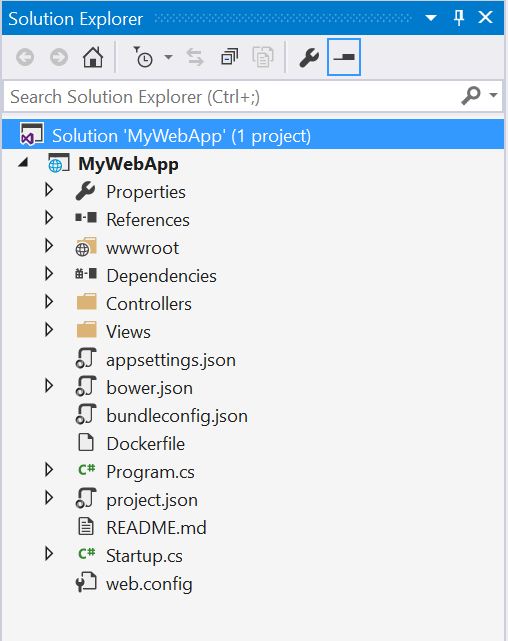 Solution Explorer
Search Solution Explorer (Ctrl+;)
Solution 'MyWebApp' (1 project)
MyWebApp
Properties
References
wwwroot
Dependencies
Controllers
Views
appsettings.json
bower.json
bundleconfig.json
Dockerfile
C# Program.cs
project.json
README.md
C# Startup.cs
web.config